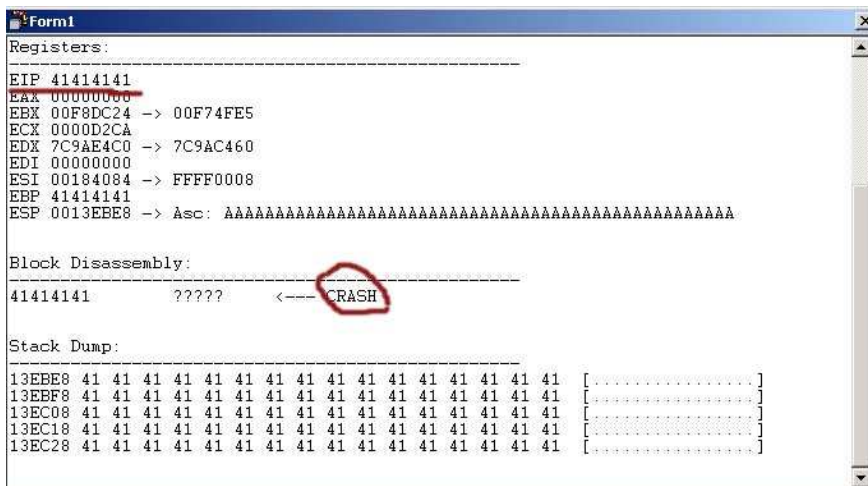 Form1
Registers:
EIP 41414141
EAX 00000000
EBX 00F8DC24 -> 00F74FE5
ECX 0000D2CA
EDX 7C9AE4C0 -> 7C9AC460
EDI 00000000
ESI 00184084 -> FFFF0008
EBP 41414141
ESP 0013EBE8 -> Asc: AAAAAAAAAAAAAAAAAAAAAAAAAAAAAAAAAAAAAAAAAAAAAAAAAA
Block Disassembly:
41414141 ????? <--- CRASH
Stack Dump:
13EBE8 41 41 41 41 41 41 41 41 41 41 41 41 41 41 41 41 [................]
13EBF8 41 41 41 41 41 41 41 41 41 41 41 41 41 41 41 41 [................]
13EC08 41 41 41 41 41 41 41 41 41 41 41 41 41 41 41 41 [................]
13EC18 41 41 41 41 41 41 41 41 41 41 41 41 41 41 41 41 [................]
13EC28 41 41 41 41 41 41 41 41 41 41 41 41 41 41 41 41 [................]